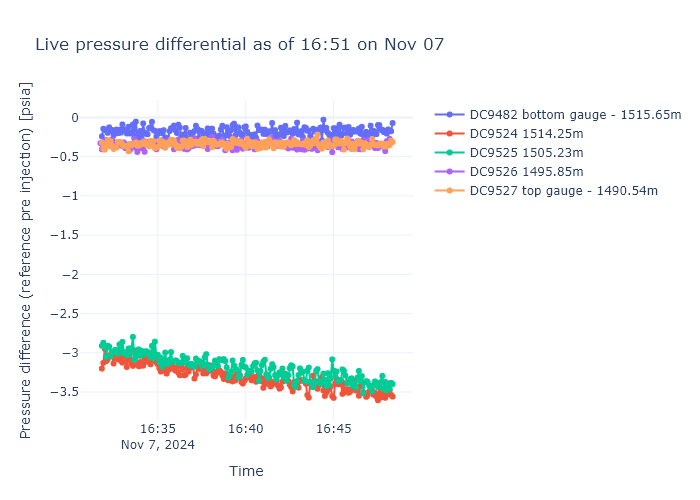 Live pressure differential as of 16:51 on Nov 07
Pressure difference (reference pre injection) [psia]
0
−0.5
−1
−1.5
−2
−2.5
−3
−3.5
16:35
Nov 7, 2024
16:40
16:45
Time
DC9482 bottom gauge - 1515.65m
DC9524 1514.25m
DC9525 1505.23m
DC9526 1495.85m
DC9527 top gauge - 1490.54m